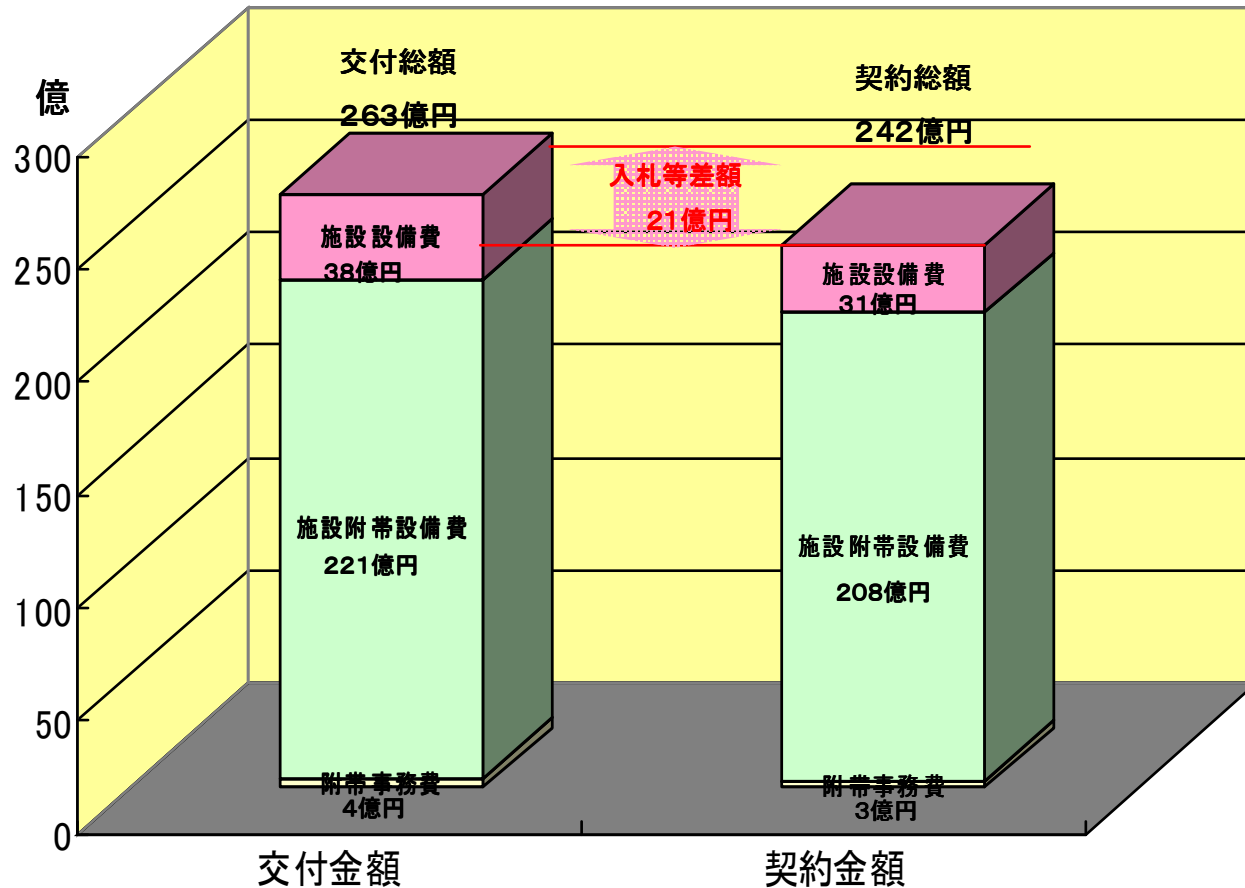 億
交付総額
263億円
契約総額
242億円
入札等差額
21億円
300
250
200
150
100
50
0
施設設備費
38億円
施設附帯設備費
221億円
附帯事務費
4億円
施設設備費
31億円
施設附帯設備費
208億円
附帯事務費
3億円
交付金額
契約金額